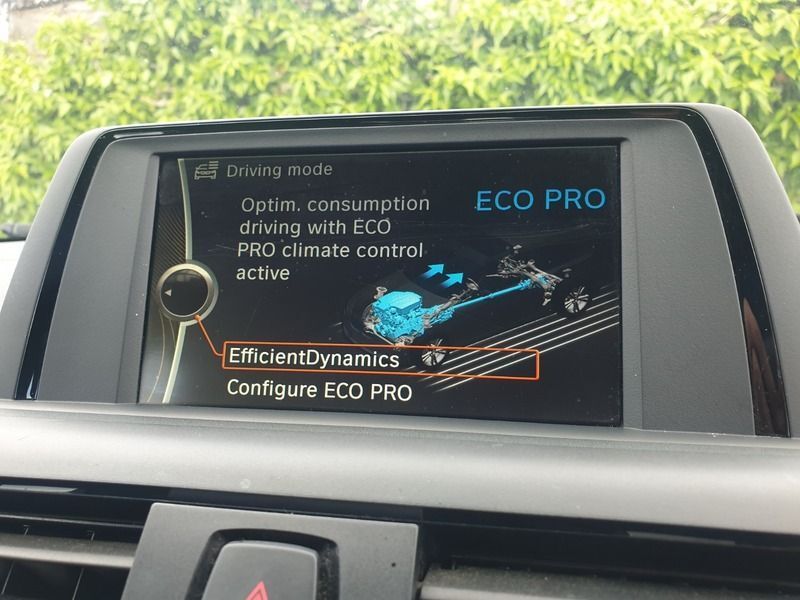 Driving mode
Optim. consumption
driving with ECO
PRO climate control
active
ECO PRO
EfficientDynamics
Configure ECO PRO